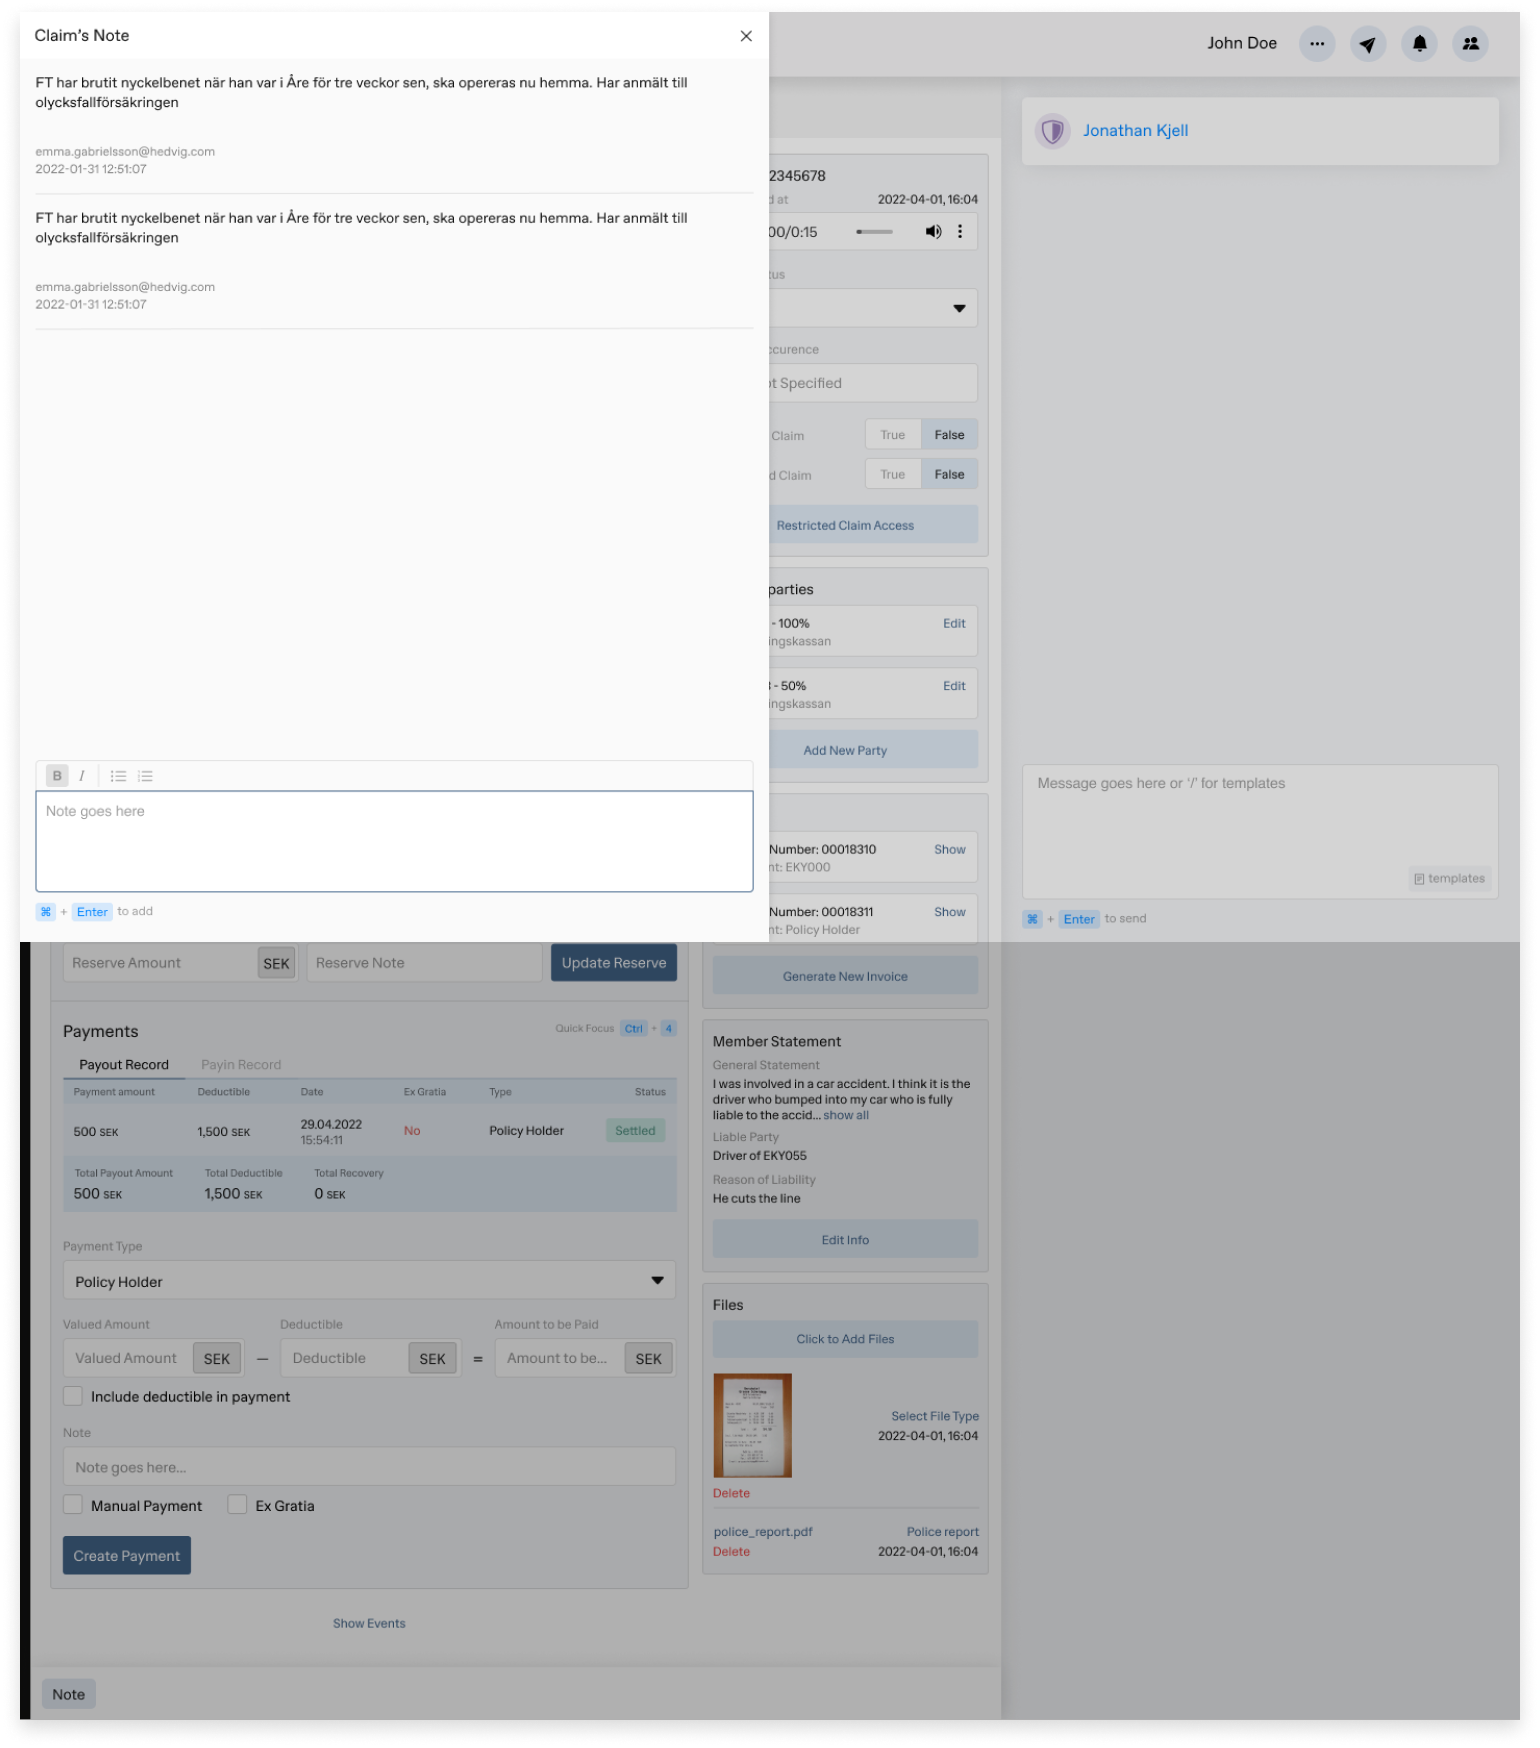 Claim's Note
FT har brutit nyckelbenet när han var i Åre för tre veckor sen, ska opereras nu hemma. Har anmält till
olycksfallförsäkringen
emma.gabrielsson@hedvig.com
2022-01-31 12:51:07
FT har brutit nyckelbenet när han var i Åre för tre veckor sen, ska opereras nu hemma. Har anmält till
olycksfallförsäkringen
emma.gabrielsson@hedvig.com
2022-01-31 12:51:07
B I
Note goes here
⌘ + Enter to add
Reserve Amount SEK Reserve Note Update Reserve
Payments Quick Focus Ctrl + 4
Payout Record Payin Record
Payment amount Deductible Date Ex Gratia Type Status
500 SEK 1,500 SEK 29.04.2022 No Policy Holder Settled
15:54:11
Total Payout Amount Total Deductible Total Recovery
500 SEK 1,500 SEK 0 SEK
Payment Type
Policy Holder
Valued Amount Deductible Amount to be Paid
Valued Amount SEK — Deductible SEK = Amount to be... SEK
Include deductible in payment
Note
Note goes here...
Manual Payment Ex Gratia
Create Payment
Show Events
Note
2345678
d at 2022-04-01, 16:04
00/0:15
tus
ccurence
ot Specified
Claim True False
d Claim True False
Restricted Claim Access
parties
- 100% Edit
ingskassan
- 50% Edit
ingskassan
Add New Party
Number: 00018310 Show
nt: EKY000
Number: 00018311 Show
nt: Policy Holder
Generate New Invoice
Member Statement
General Statement
I was involved in a car accident. I think it is the
driver who bumped into my car who is fully
liable to the accid... show all
Liable Party
Driver of EKY055
Reason of Liability
He cuts the line
Edit Info
Files
Click to Add Files
Select File Type
2022-04-01, 16:04
Delete
police_report.pdf Police report
Delete 2022-04-01, 16:04
John Doe
Jonathan Kjell
Message goes here or '/' for templates
templates
⌘ + Enter to send